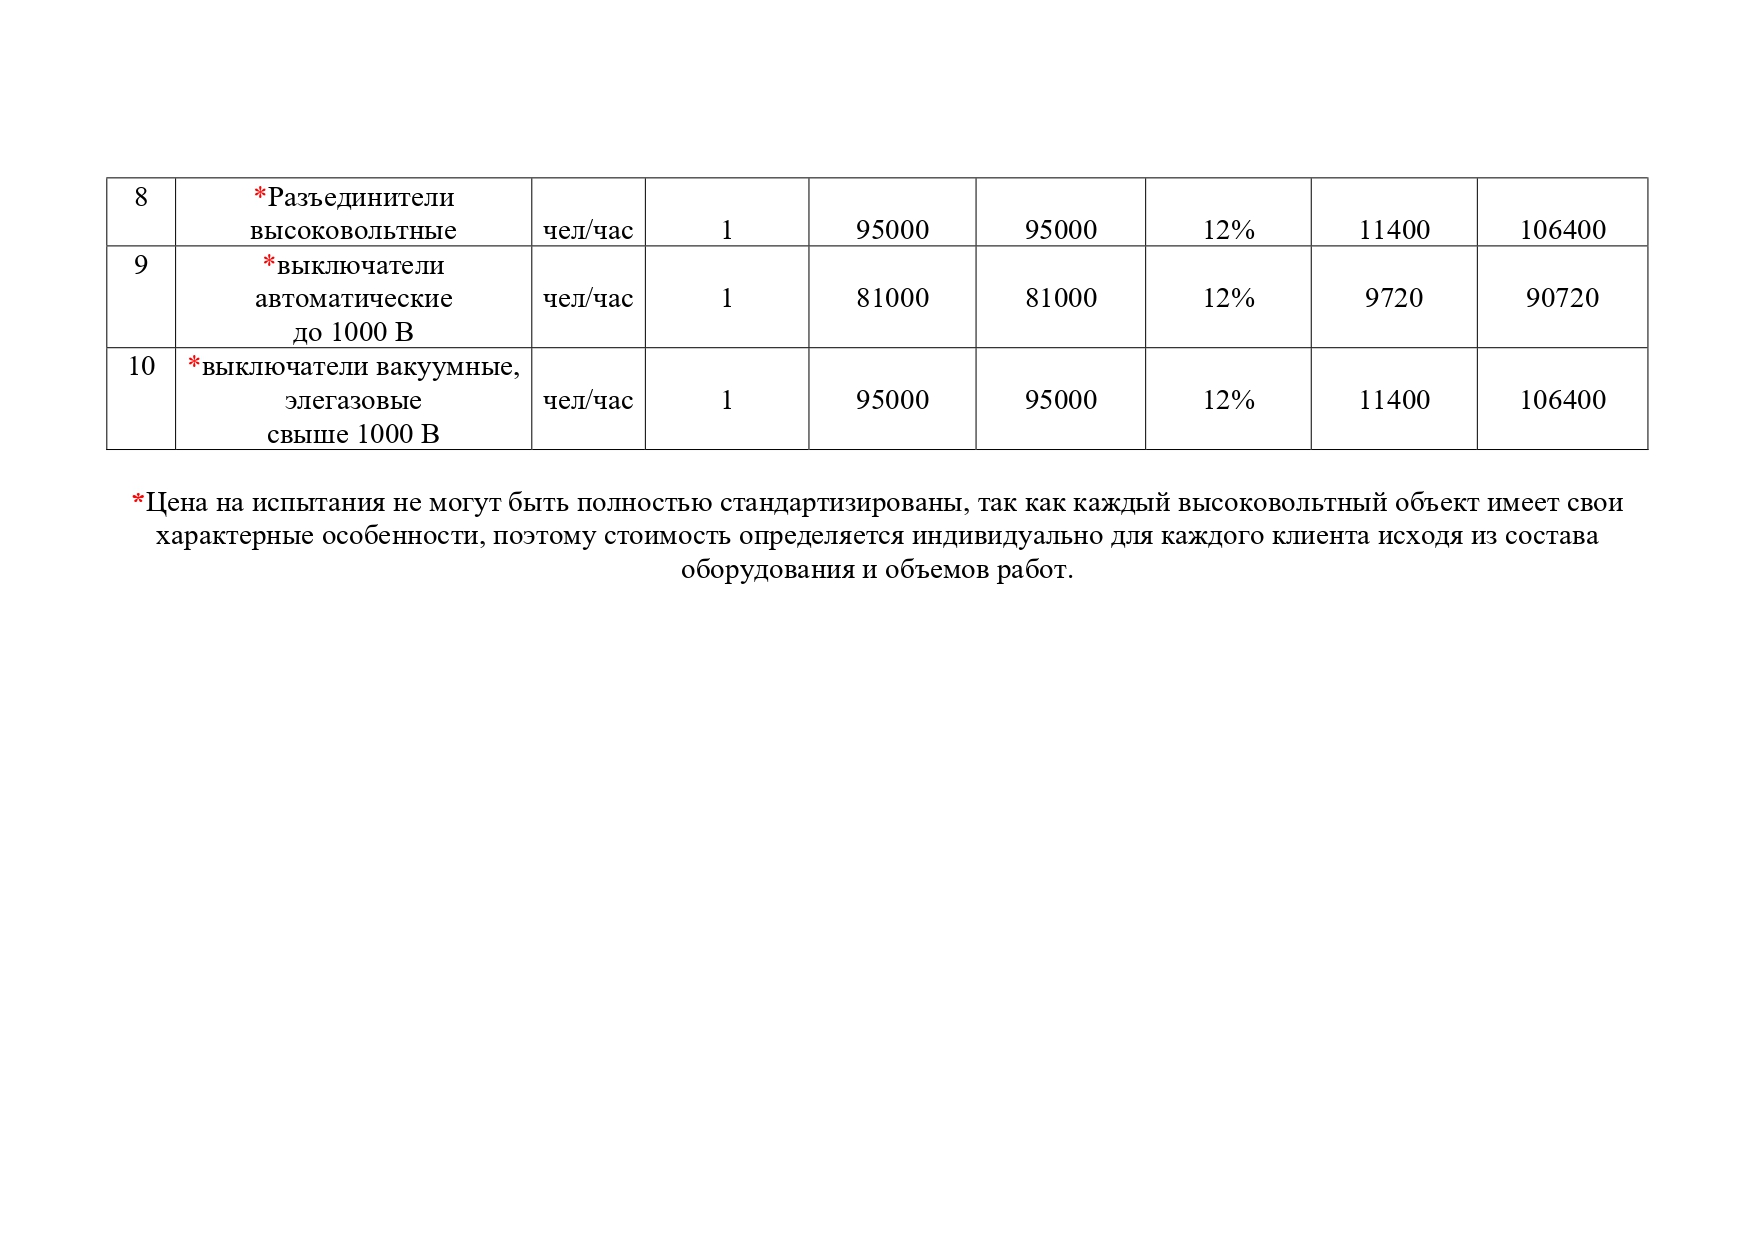 8
*Разъединители
высоковольтные чел/час 1 95000 95000 12% 11400 106400
9
*выключатели
автоматические чел/час 1 81000 81000 12% 9720 90720
до 1000 В
10
*выключатели вакуумные,
элегазовые чел/час 1 95000 95000 12% 11400 106400
свыше 1000 В
*Цена на испытания не могут быть полностью стандартизированы, так как каждый высоковольтный объект имеет свои
характерные особенности, поэтому стоимость определяется индивидуально для каждого клиента исходя из состава
оборудования и объемов работ.